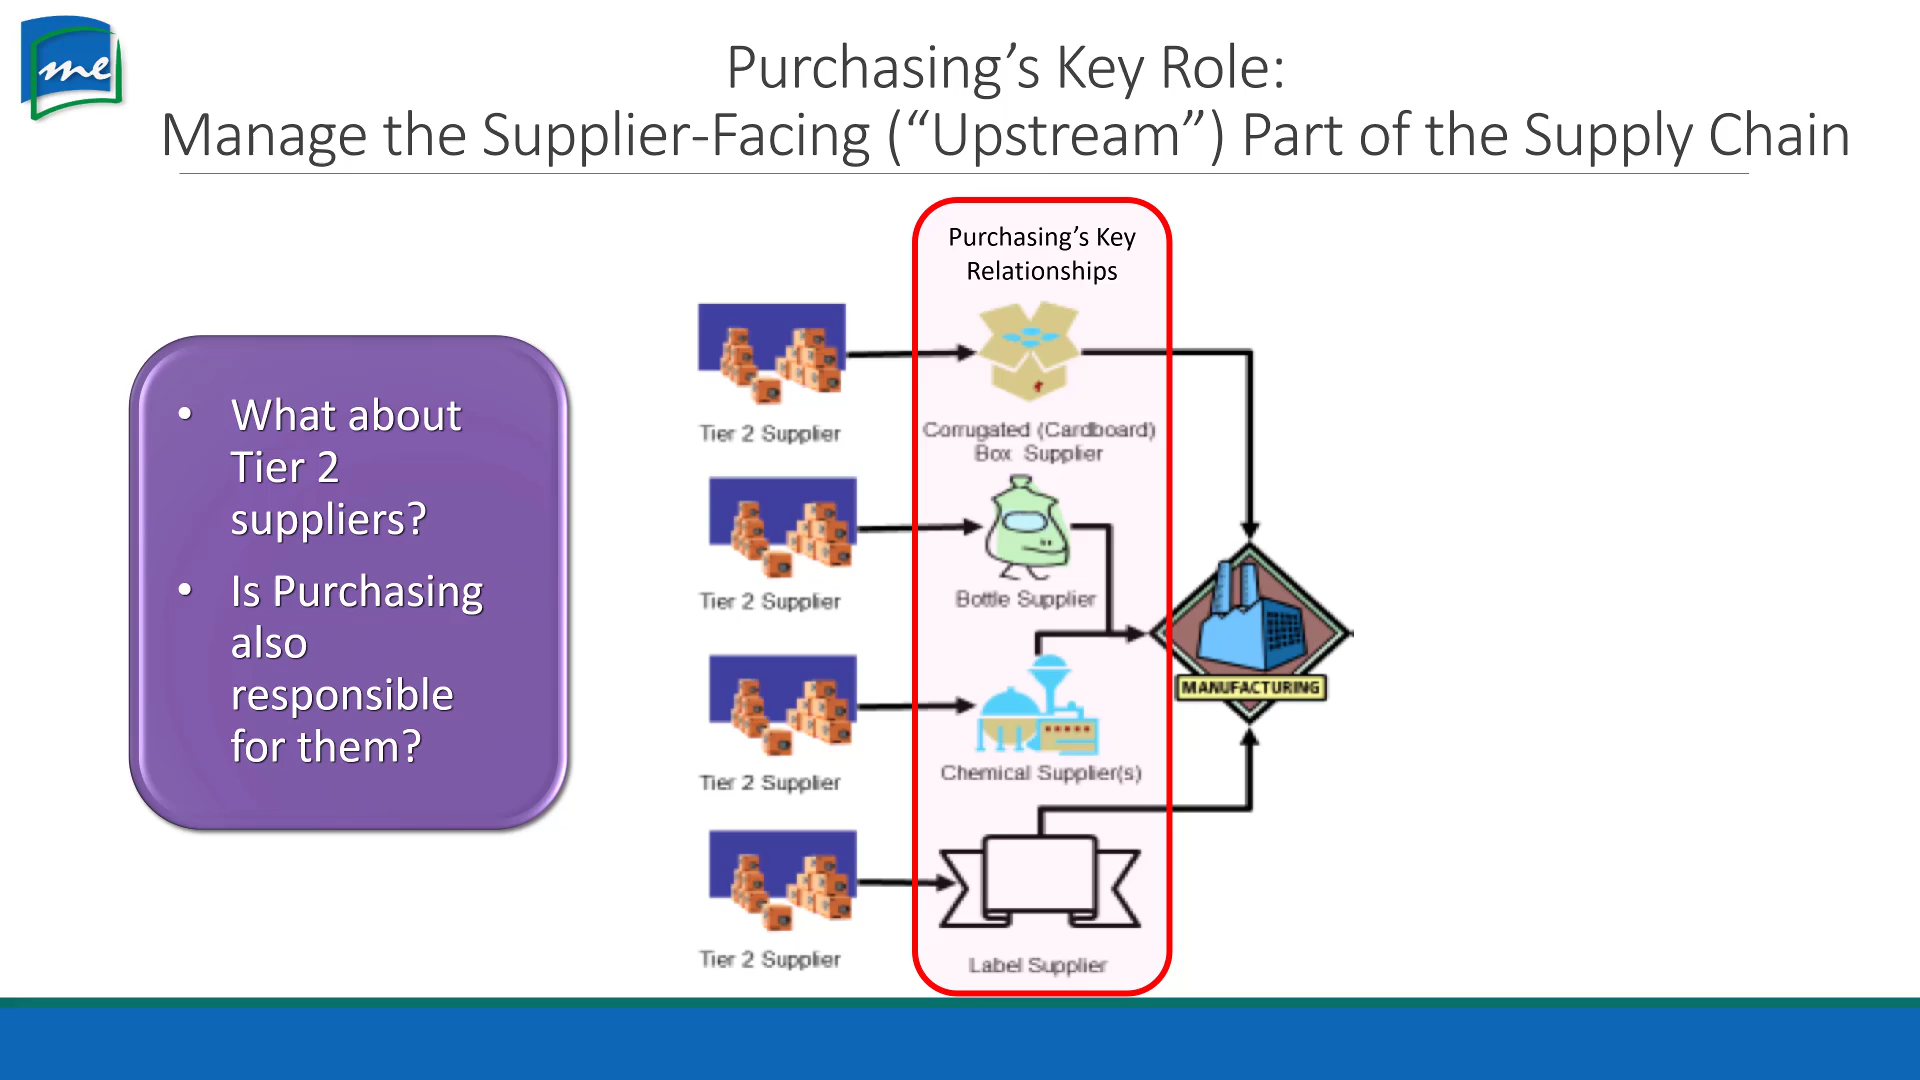 me
Purchasing’s Key Role:
Manage the Supplier-Facing (“Upstream”) Part of the Supply Chain
• What about
Tier 2
suppliers?
• Is Purchasing
also
responsible
for them?
Purchasing’s Key
Relationships
Tier 2 Supplier
Corrugated (Cardboard)
Box Supplier
Tier 2 Supplier
Bottle Supplier
MANUFACTURING
Tier 2 Supplier
Chemical Supplier(s)
Tier 2 Supplier
Label Supplier